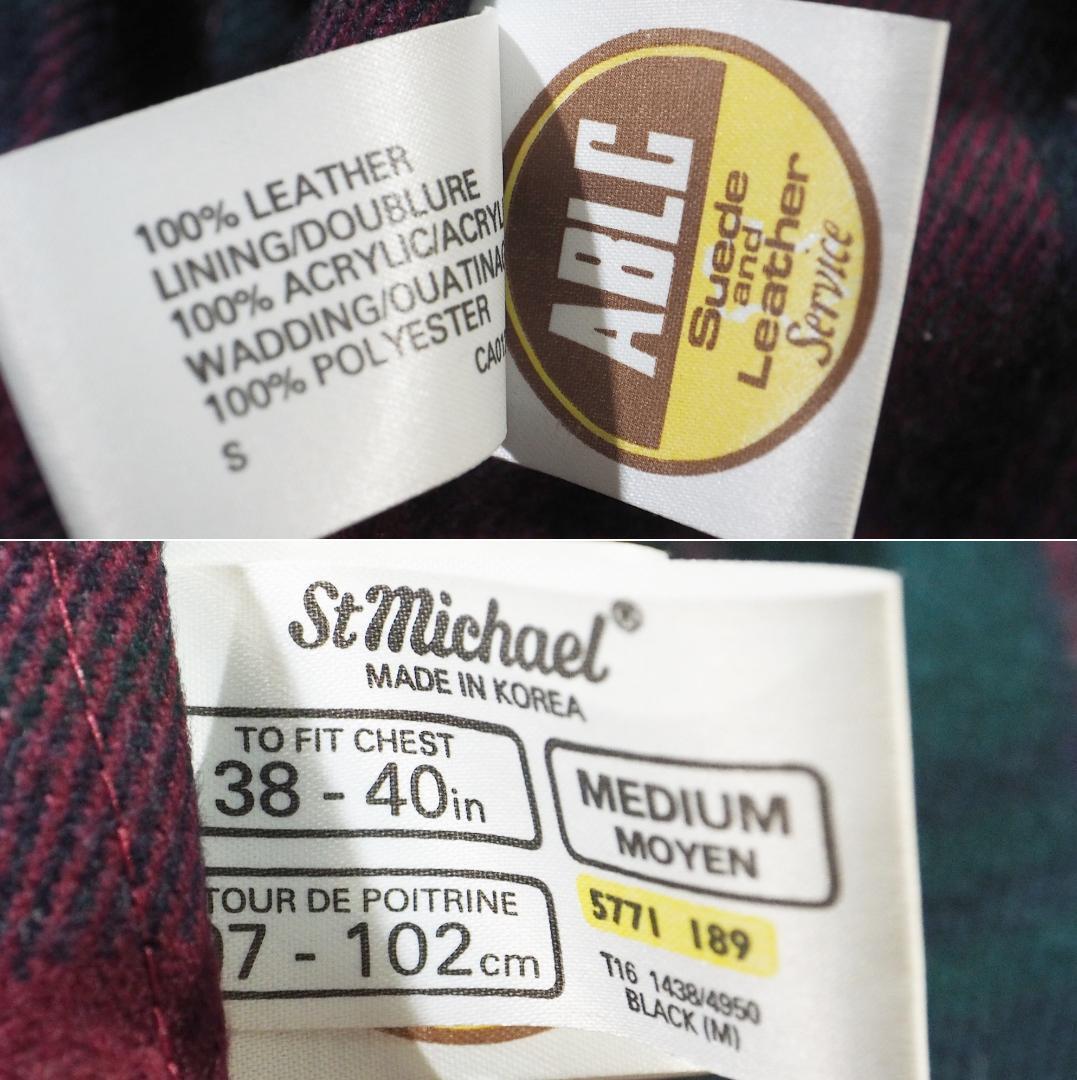 100% LEATHER
LINING/DOUBLURE
100% ACRYLIC/ACRYL
WADDING/OUATINA
100% POLYESTER
CA01
S
ABLC
Suede
and
Leather
Service
St Michael®
MADE IN KOREA
TO FIT CHEST
38 - 40in
TOUR DE POITRINE
97 - 102cm
MEDIUM
MOYEN
5771 189
T16 1438/4950
BLACK (M)